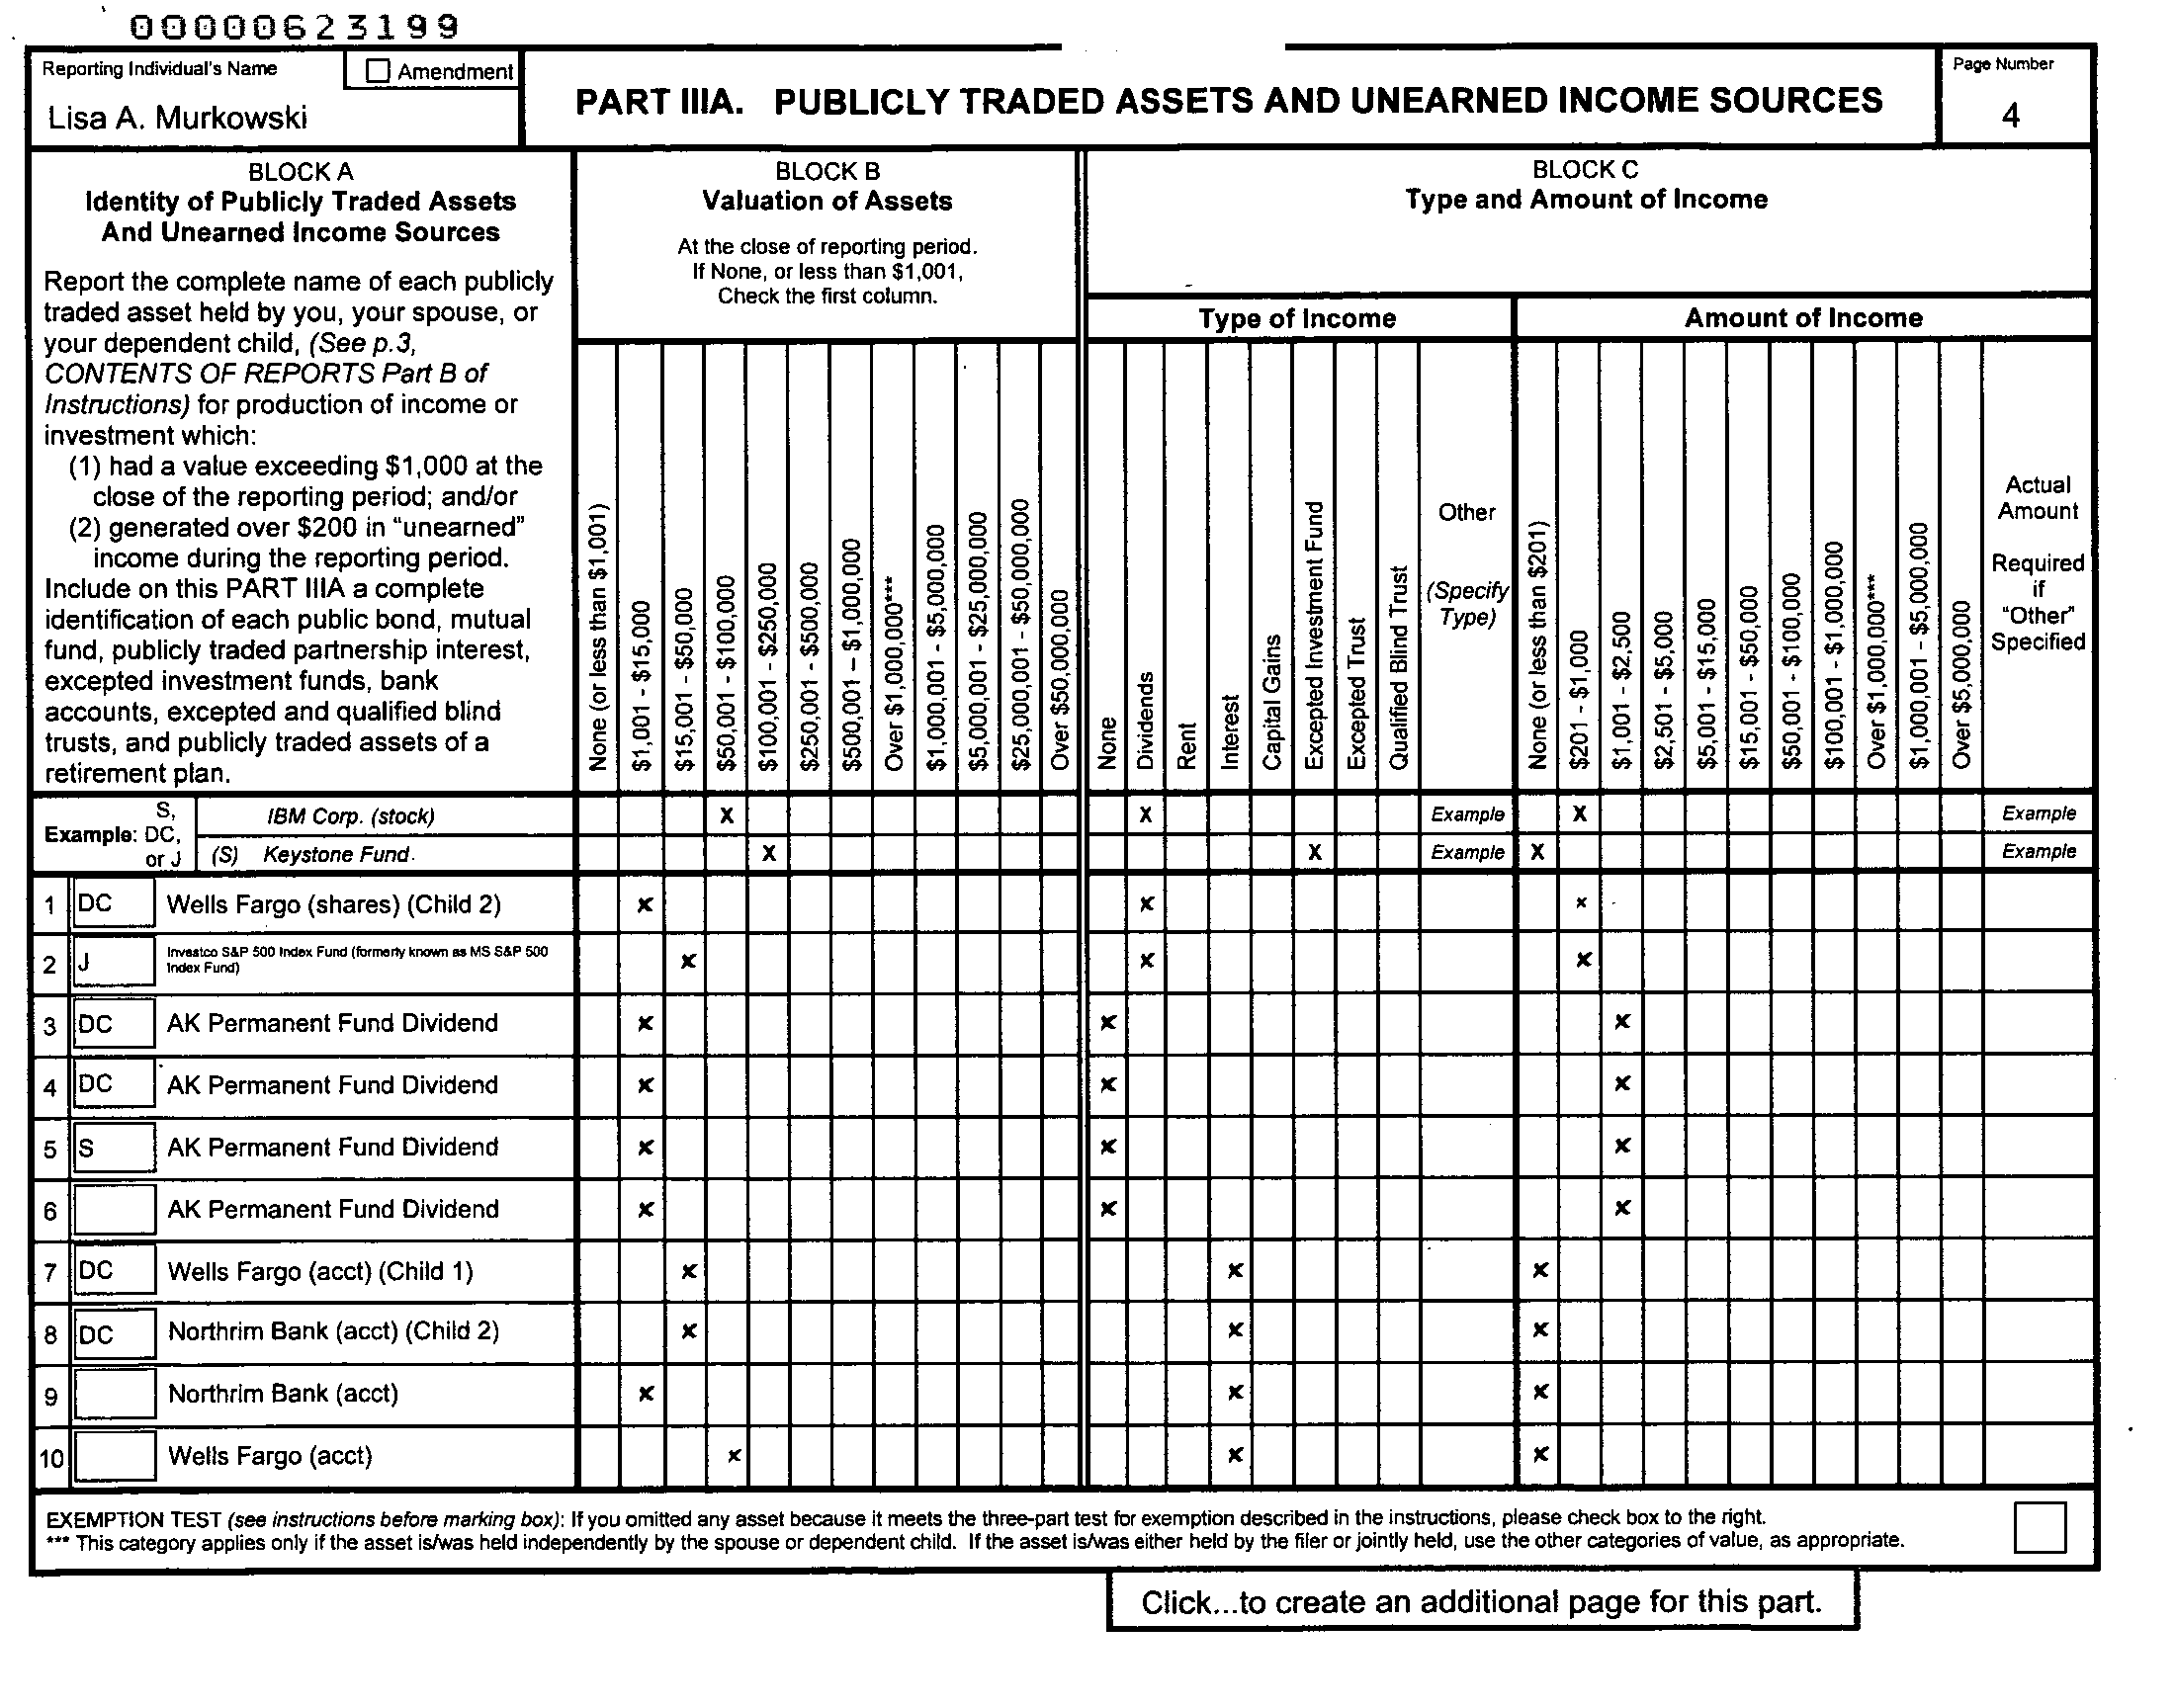 00000623199
Reporting Individual's Name
Amendment
Lisa A. Murkowski
PART IIIA. PUBLICLY TRADED ASSETS AND UNEARNED INCOME SOURCES
Page Number
4
BLOCK A
Identity of Publicly Traded Assets
And Unearned Income Sources
Report the complete name of each publicly
traded asset held by you, your spouse, or
your dependent child, (See p.3,
CONTENTS OF REPORTS Part B of
Instructions) for production of income or
investment which:
(1) had a value exceeding $1,000 at the
close of the reporting period; and/or
(2) generated over $200 in "unearned"
income during the reporting period.
Include on this PART IIIA a complete
identification of each public bond, mutual
fund, publicly traded partnership interest,
excepted investment funds, bank
accounts, excepted and qualified blind
trusts, and publicly traded assets of a
retirement plan.
BLOCK B
Valuation of Assets
At the close of reporting period.
If None, or less than $1,001,
Check the first column.
None (or less than $1,001)
$1,001 - $15,000
$15,001 - $50,000
$50,001 - $100,000
$100,001 - $250,000
$250,001 - $500,000
$500,001 – $1,000,000
Over $1,000,000***
$1,000,001 - $5,000,000
$5,000,001 - $25,000,000
$25,000,001 - $50,000,000
Over $50,000,000
BLOCK C
Type and Amount of Income
Type of Income
None
Dividends
Rent
Interest
Capital Gains
Excepted Investment Fund
Excepted Trust
Qualified Blind Trust
Other
(Specify
Type)
Amount of Income
None (or less than $201)
$201 - $1,000
$1,001 - $2,500
$2,501 - $5,000
$5,001 - $15,000
$15,001 - $50,000
$50,001 - $100,000
$100,001 - $1,000,000
Over $1,000,000***
$1,000,001 - $5,000,000
Over $5,000,000
Actual
Amount
Required
if
"Other"
Specified
Example: S, DC, or J
IBM Corp. (stock) X X Example X Example
(S) Keystone Fund. X X Example X Example
1 DC Wells Fargo (shares) (Child 2) x x x
2 J Investco S&P 500 Index Fund (formerly known as MS S&P 500
Index Fund) x x x
3 DC AK Permanent Fund Dividend x x x
4 DC AK Permanent Fund Dividend x x x
5 S AK Permanent Fund Dividend x x x
6 AK Permanent Fund Dividend x x x
7 DC Wells Fargo (acct) (Child 1) x x x
8 DC Northrim Bank (acct) (Child 2) x x x
9 Northrim Bank (acct) x x x
10 Wells Fargo (acct) x x x
EXEMPTION TEST (see instructions before marking box): If you omitted any asset because it meets the three-part test for exemption described in the instructions, please check box to the right.
*** This category applies only if the asset is/was held independently by the spouse or dependent child. If the asset is/was either held by the filer or jointly held, use the other categories of value, as appropriate.
Click...to create an additional page for this part.